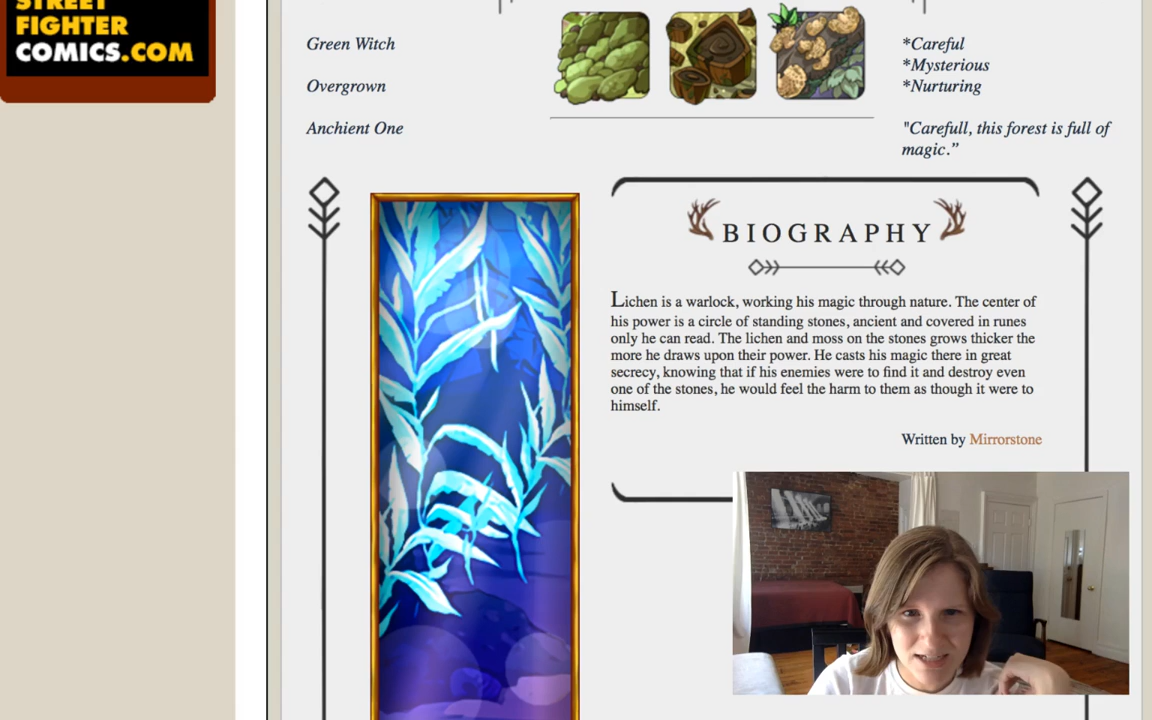 STREET
FIGHTER
COMICS.COM
Green Witch
Overgrown
Anchient One
*Careful
*Mysterious
*Nurturing
"Carefull, this forest is full of
magic.”
BIOGRAPHY
Lichen is a warlock, working his magic through nature. The center of
his power is a circle of standing stones, ancient and covered in runes
only he can read. The lichen and moss on the stones grows thicker the
more he draws upon their power. He casts his magic there in great
secrecy, knowing that if his enemies were to find it and destroy even
one of the stones, he would feel the harm to them as though it were to
himself.
Written by Mirrorstone